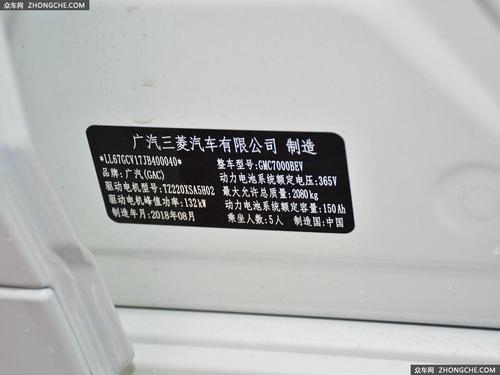 众车网 ZHONGCHE.COM
广汽三菱汽车有限公司 制造
*LL67GCV17JB400040* 整车型号:GMC7000BEV
品牌:广汽(GAC) 动力电池系统额定电压:365V
驱动电机型号:TZ220XSA5H02 最大允许总质量:2080kg
驱动电机峰值功率:132kW 动力电池系统额定容量:150Ah
制造年月:2018年08月 乘坐人数:5人 制造国:中国
众车网 ZHONGCHE.COM